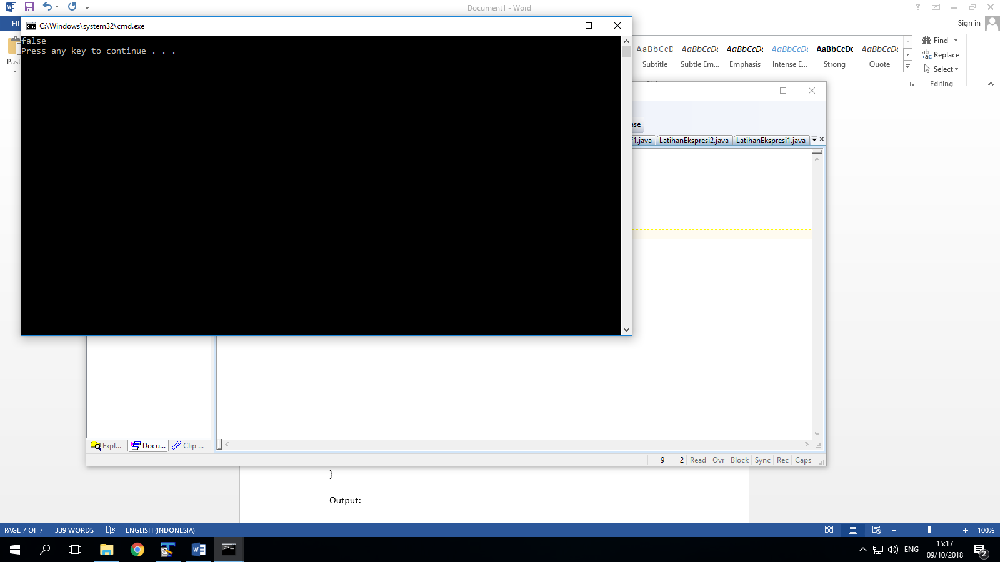 Document1 - Word
?
FIL
Sign in
C:\Windows\system32\cmd.exe
false
Press any key to continue . . .
Past
AaBbCcD AaBbCcDc AaBbCcDc AaBbCcDc AaBbCcDc AaBbCcDc
Subtitle Subtle Em... Emphasis Intense E... Strong Quote
Find
Replace
Select
Editing
f1.java LatihanEkspresi2.java LatihanEkspresi1.java
Expl... Docu... Clip ...
9 2 Read Ovr Block Sync Rec Caps
}
Output:
PAGE 7 OF 7 339 WORDS ENGLISH (INDONESIA) 100%
ENG
15:17
09/10/2018
2